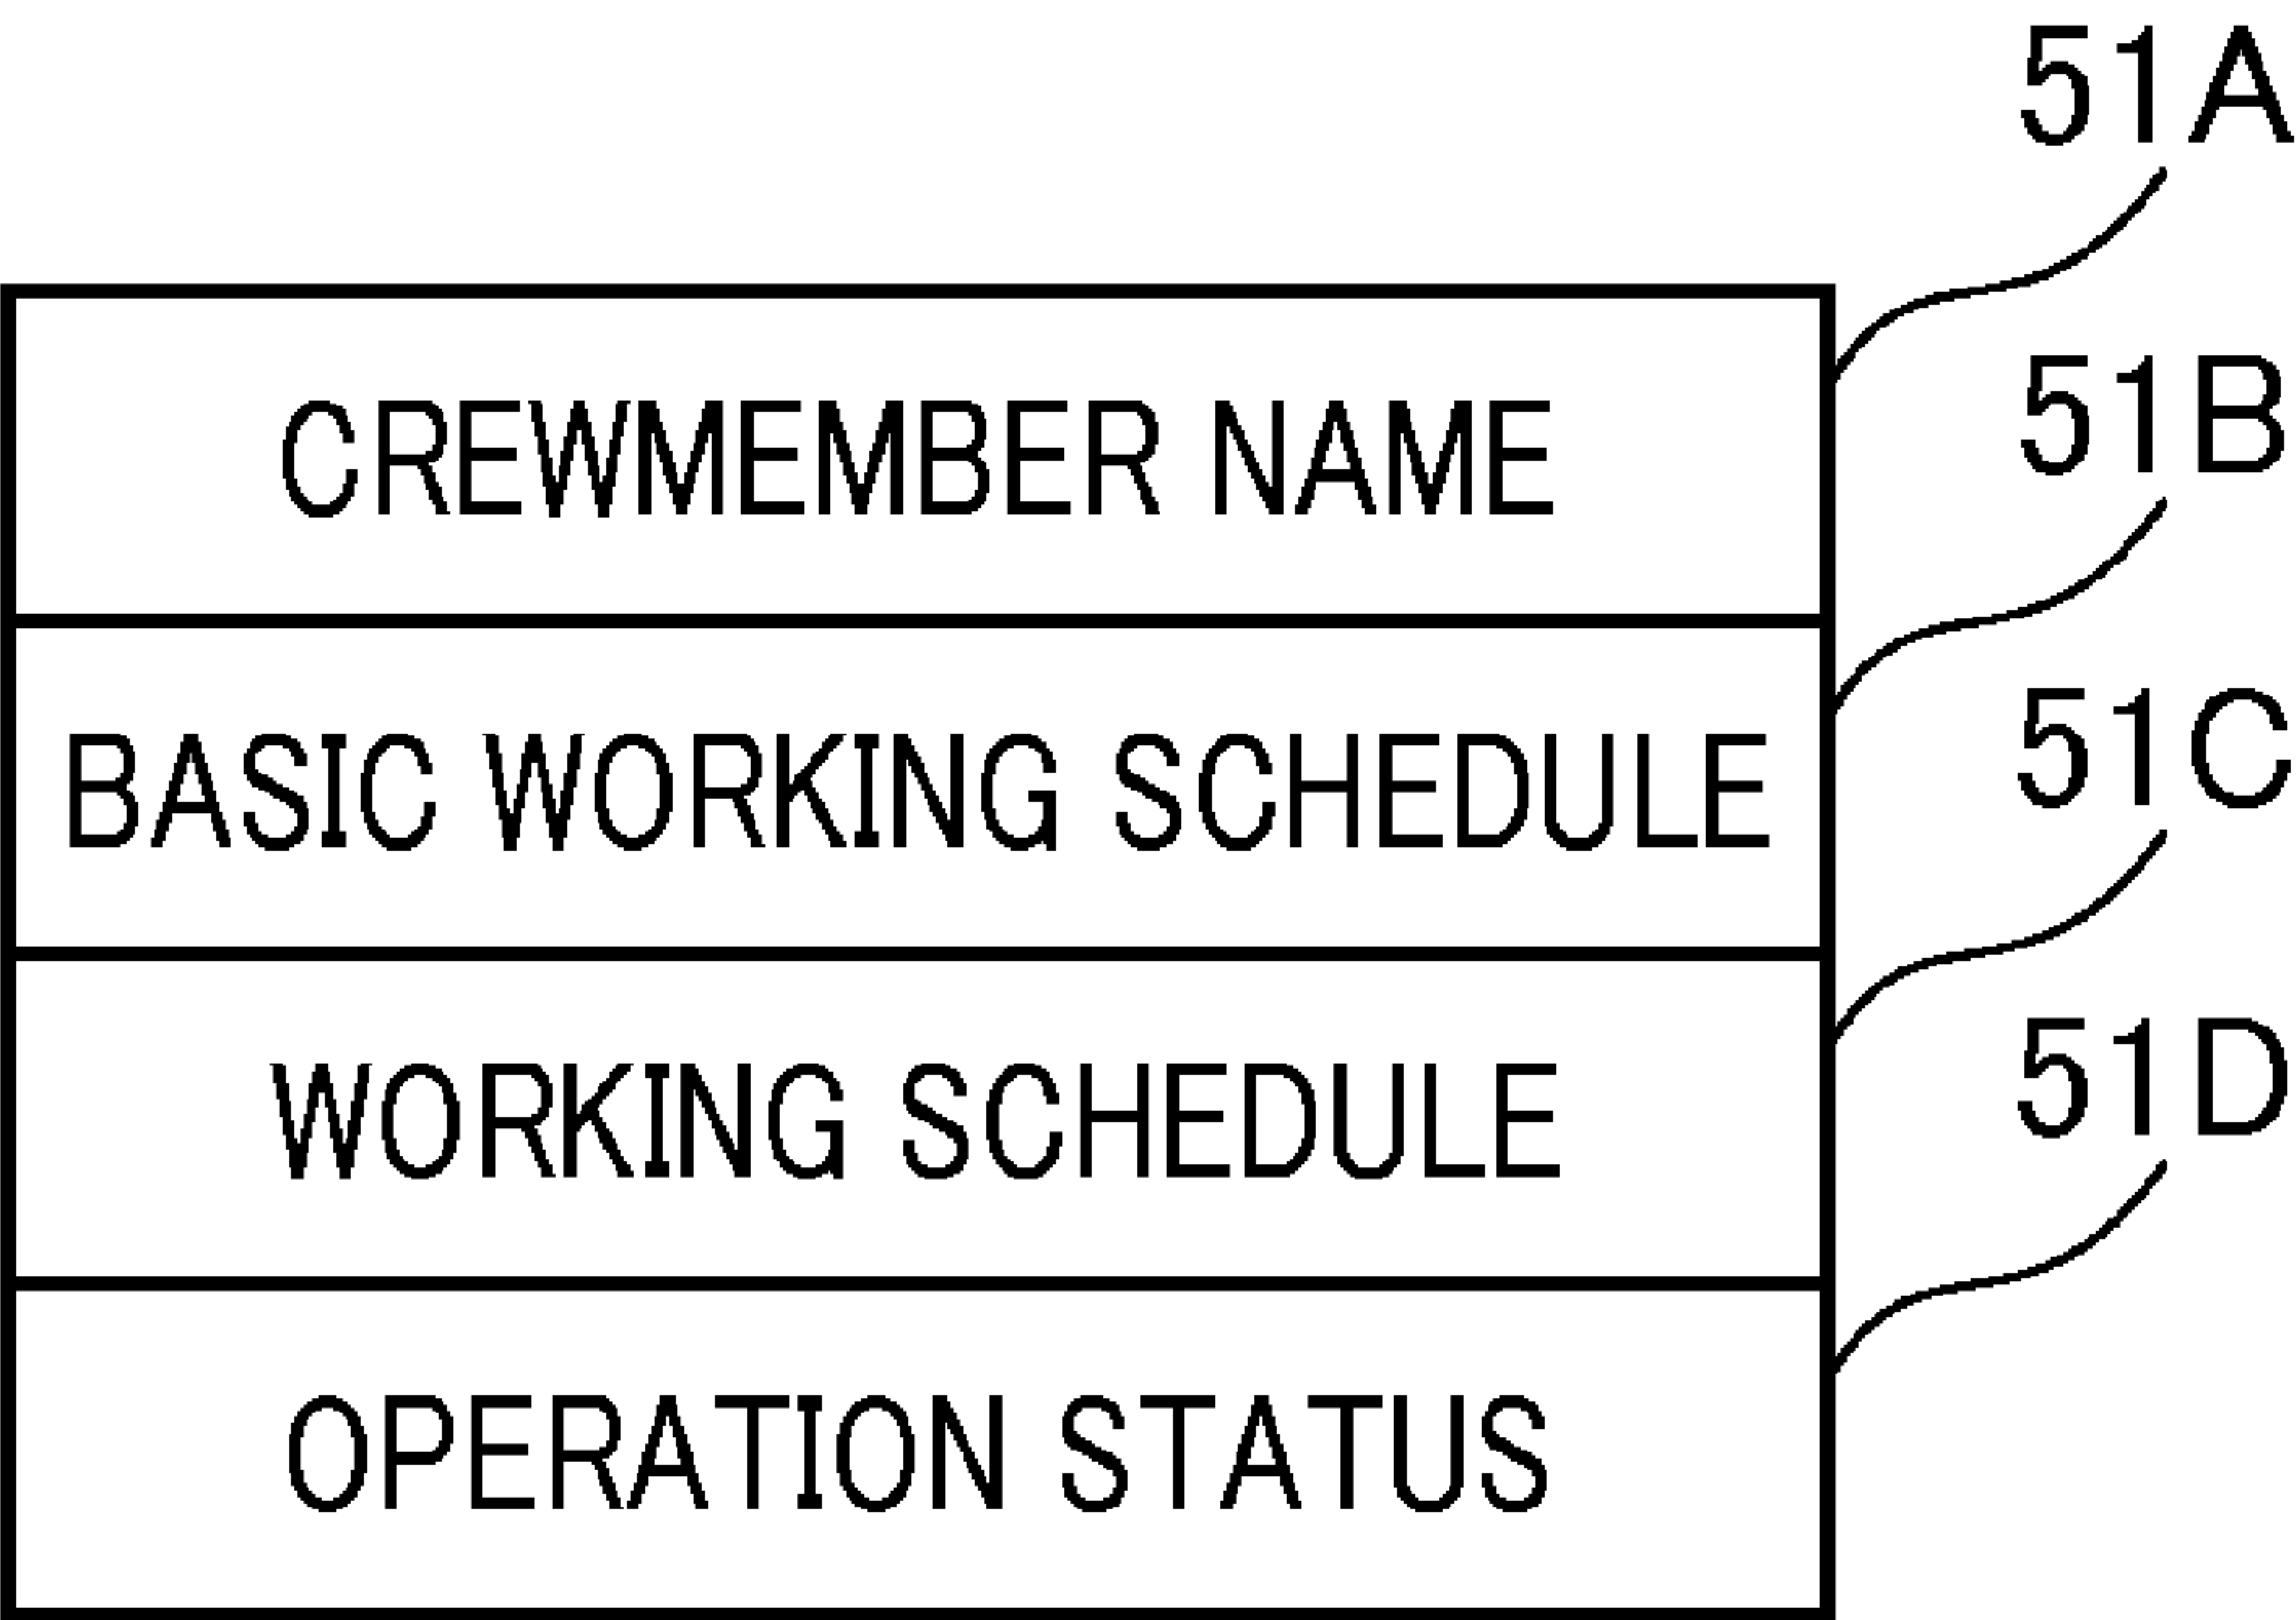 51A
CREWMEMBER NAME
51B
BASIC WORKING SCHEDULE
51C
WORKING SCHEDULE
51D
OPERATION STATUS